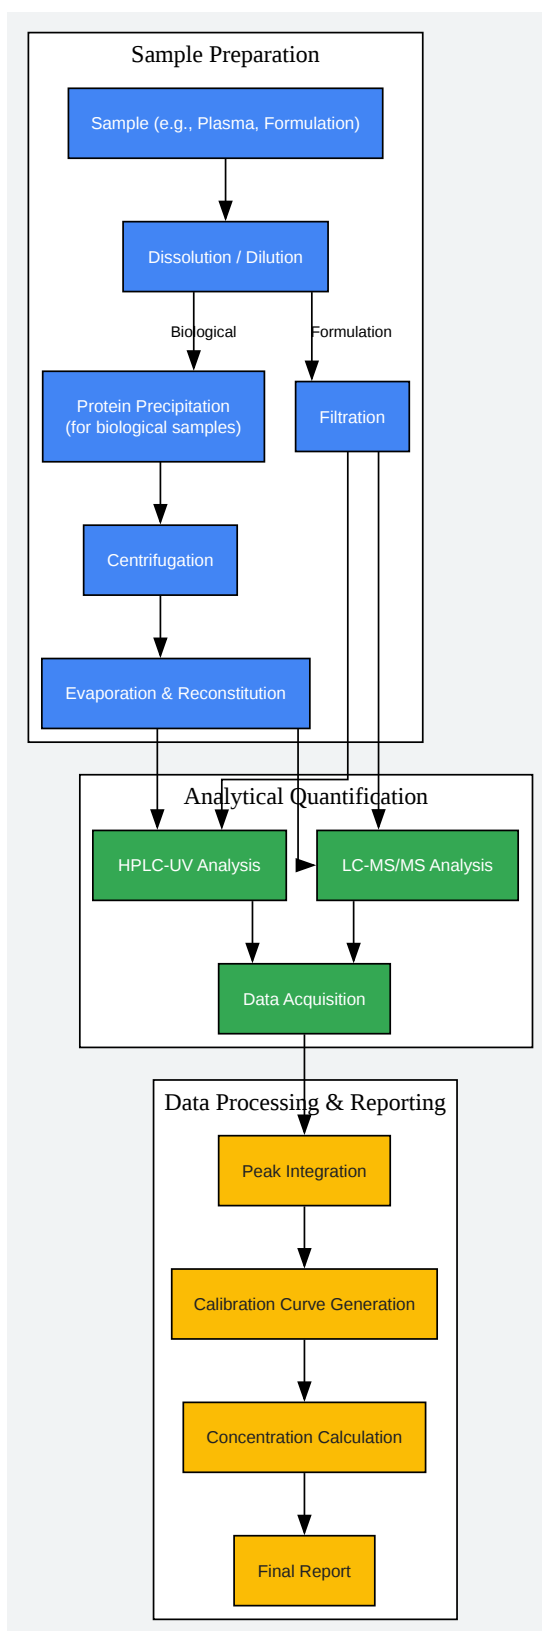 Sample Preparation
Sample (e.g., Plasma, Formulation)
Dissolution / Dilution
Biological
Formulation
Protein Precipitation
(for biological samples)
Filtration
Centrifugation
Evaporation & Reconstitution
Analytical Quantification
HPLC-UV Analysis
LC-MS/MS Analysis
Data Acquisition
Data Processing & Reporting
Peak Integration
Calibration Curve Generation
Concentration Calculation
Final Report